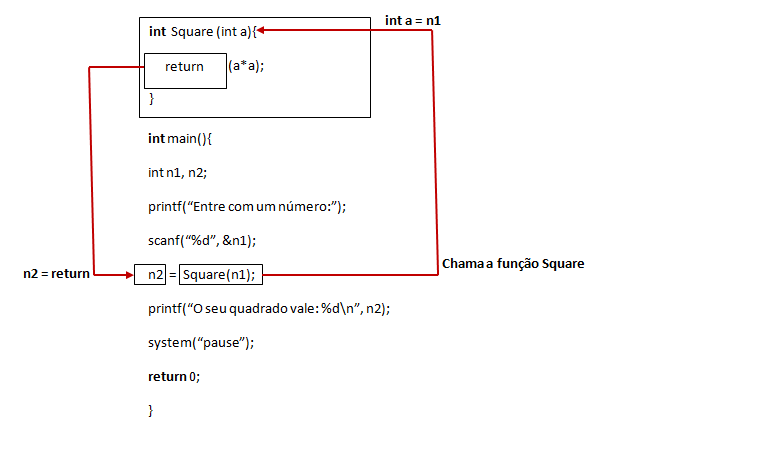 int a = n1
int Square (int a){
return (a*a);
}
int main(){
int n1, n2;
printf(“Entre com um número:”);
scanf(“%d”, &n1);
n2 = return
n2 = Square(n1);
Chama a função Square
printf(“O seu quadrado vale: %d\n”, n2);
system(“pause”);
return 0;
}